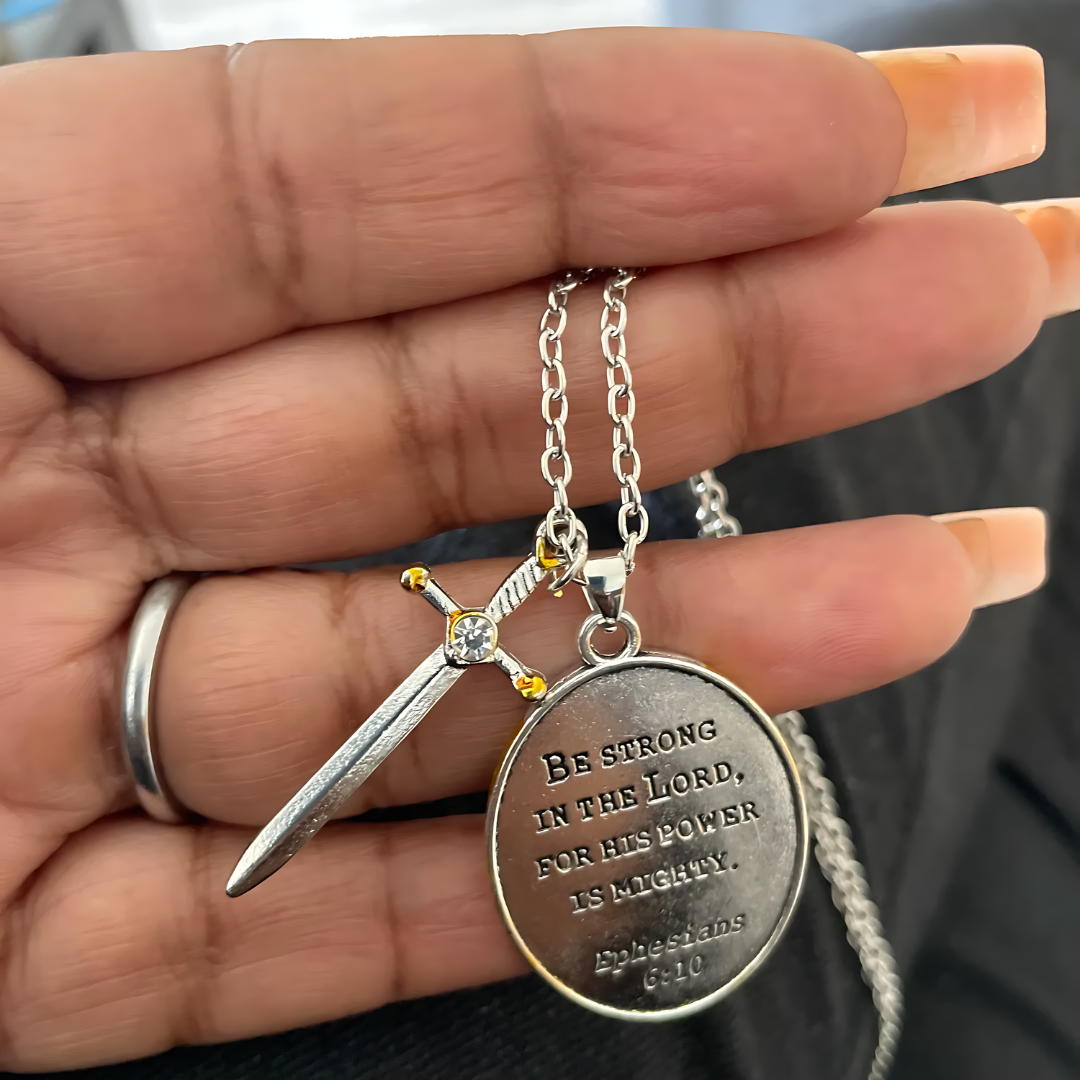 Be strong
in the Lord,
for his power
is mighty.
Ephesians
6:10